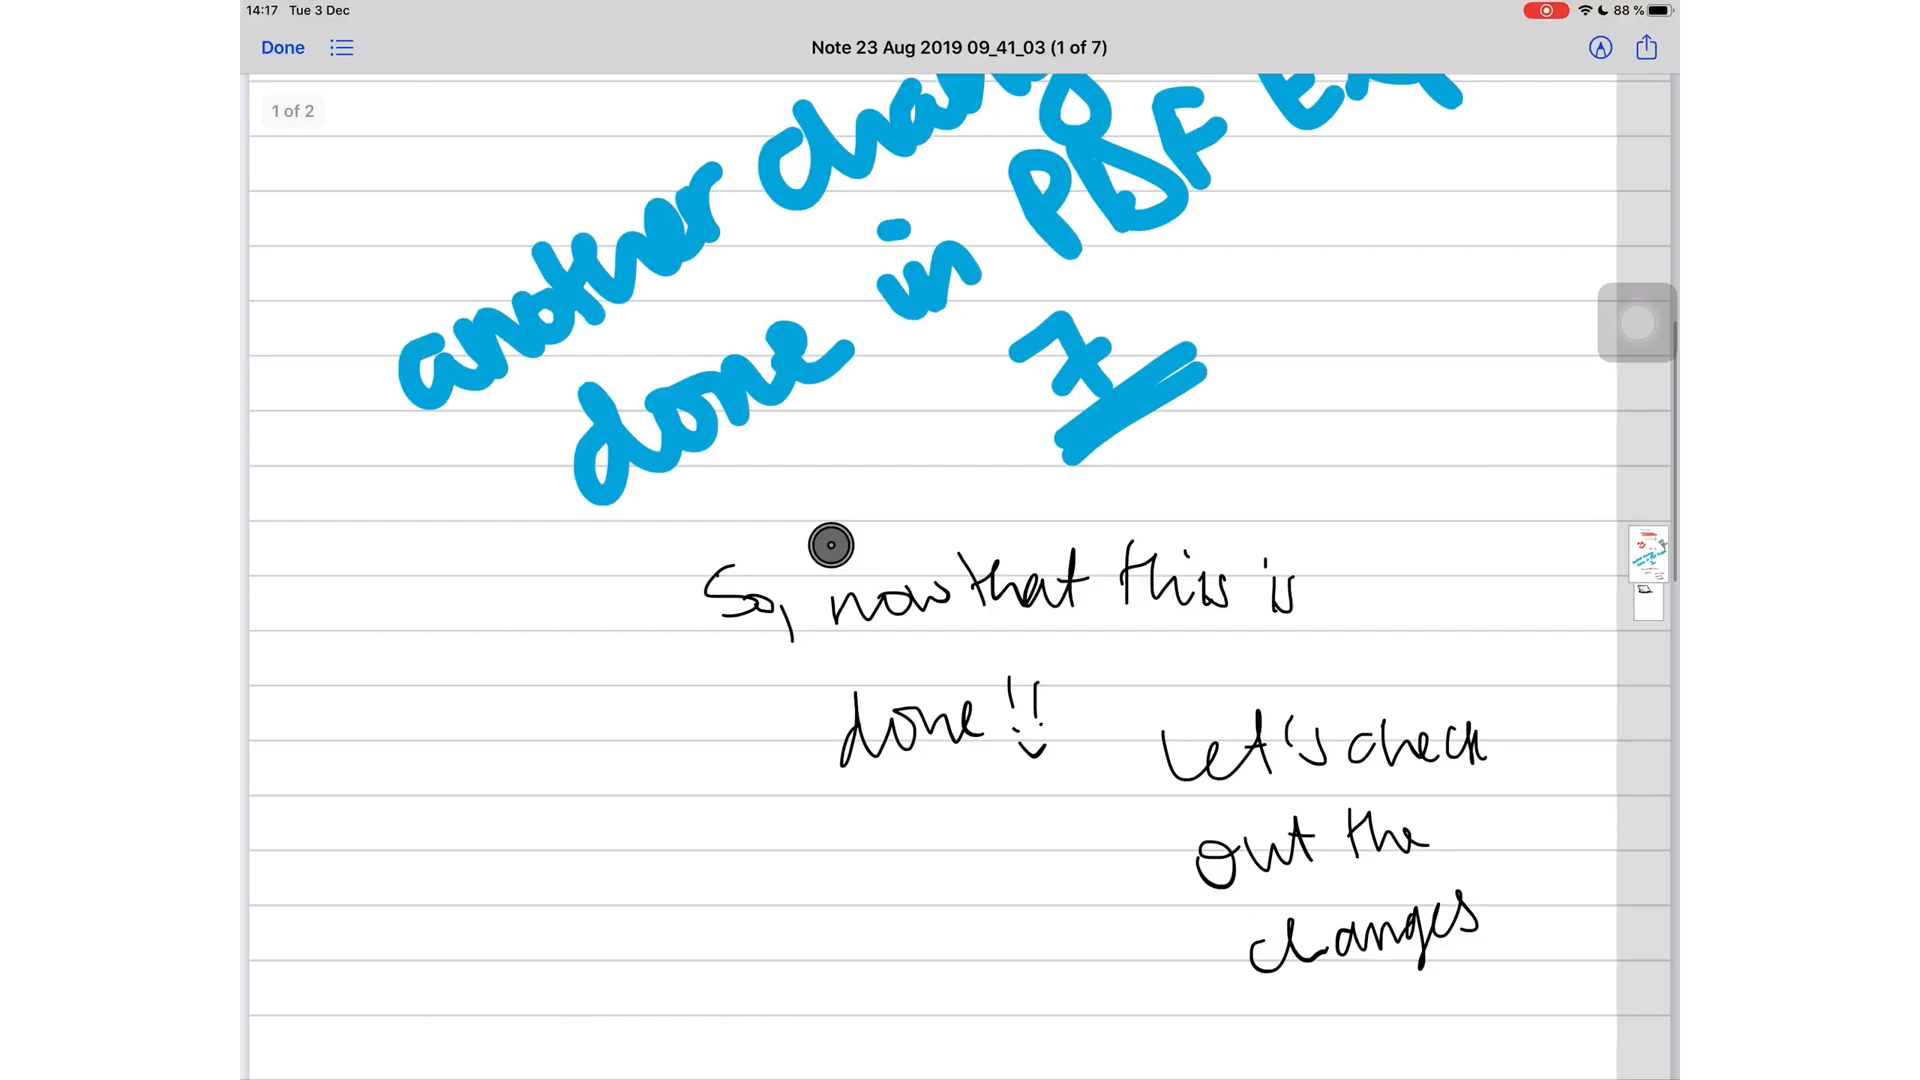 14:17 Tue 3 Dec
88 %
Done
Note 23 Aug 2019 09_41_03 (1 of 7)
1 of 2
another
done in PDF
7
So, now that this is
done!!
Let's check
out the
changes